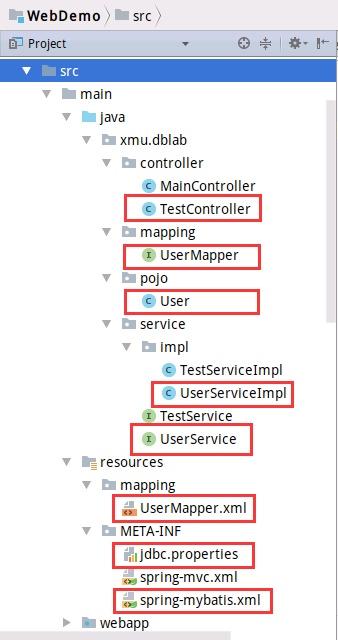 WebDemo src
Project
src
main
java
xmu.dblab
controller
C MainController
C TestController
mapping
I UserMapper
pojo
C User
service
impl
C TestServiceImpl
C UserServiceImpl
I TestService
I UserService
resources
mapping
UserMapper.xml
META-INF
jdbc.properties
spring-mvc.xml
spring-mybatis.xml
webapp